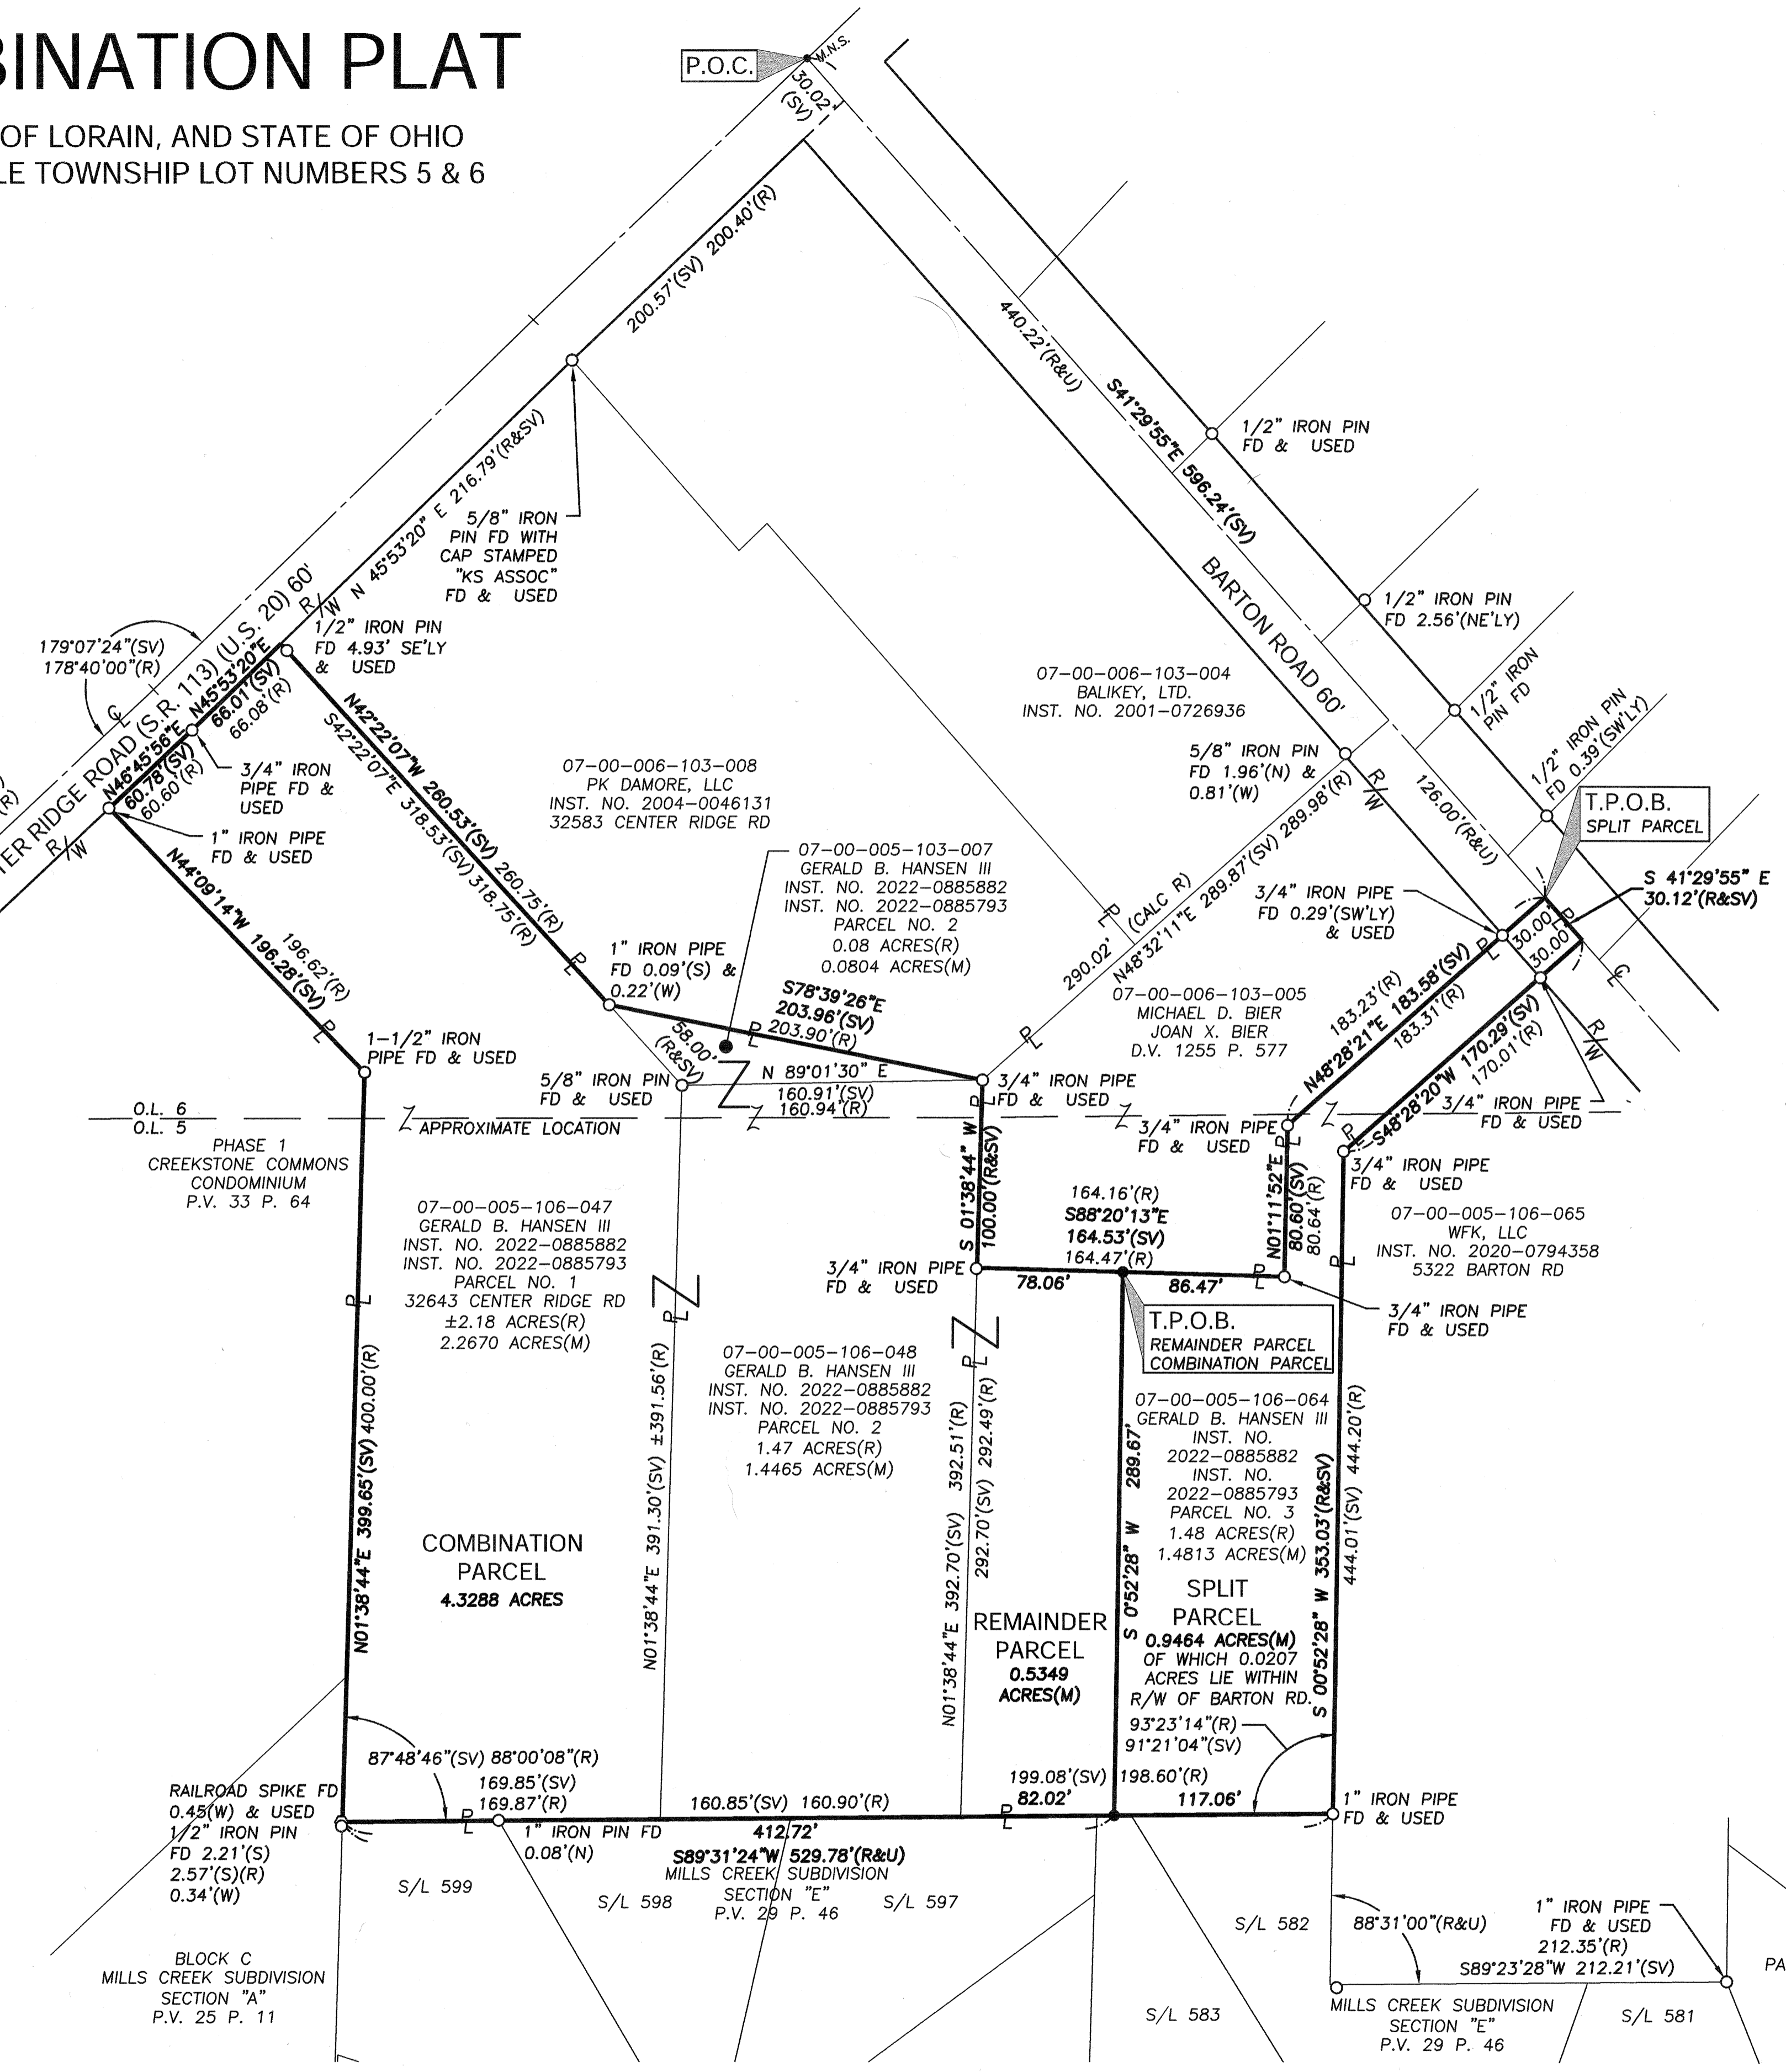 BINATION PLAT
OF LORAIN, AND STATE OF OHIO
LE TOWNSHIP LOT NUMBERS 5 & 6
P.O.C.
M.N.S.
30.02'
(SV)
200.57'(SV) 200.40'(R)
440.22'(R&U)
S41°29'55"E 596.24'(SV)
1/2" IRON PIN
FD & USED
N 45°53'20" E 216.79'(R&SV)
5/8" IRON
PIN FD WITH
CAP STAMPED
"KS ASSOC"
FD & USED
R/W
BARTON ROAD 60'
1/2" IRON PIN
FD 2.56'(NE'LY)
1/2" IRON
PIN FD
1/2" IRON PIN
FD 0.39'(SW'LY)
179°07'24"(SV)
178°40'00"(R)
TER RIDGE ROAD (S.R. 113) (U.S. 20) 60'
1/2" IRON PIN
FD 4.93' SE'LY
& USED
N45°53'20"E
66.01'(SV)
66.08'(R)
N46°45'56"E
60.78'(SV)
60.60'(R)
R/W
3/4" IRON
PIPE FD &
USED
1" IRON PIPE
FD & USED
07-00-006-103-004
BALIKEY, LTD.
INST. NO. 2001-0726936
5/8" IRON PIN
FD 1.96'(N) &
0.81'(W)
R/W
126.00'(R&U)
T.P.O.B.
SPLIT PARCEL
S 41°29'55" E
30.12'(R&SV)
07-00-006-103-008
PK DAMORE, LLC
INST. NO. 2004-0046131
32583 CENTER RIDGE RD
N42°22'07"W 260.53'(SV) 260.75'(R)
S42°22'07"E 318.53'(SV) 318.75'(R)
N44°09'14"W 196.28'(SV)
196.62'(R)
07-00-005-103-007
GERALD B. HANSEN III
INST. NO. 2022-0885882
INST. NO. 2022-0885793
PARCEL NO. 2
0.08 ACRES(R)
0.0804 ACRES(M)
290.02' (CALC R)
N48°32'11"E 289.87'(SV) 289.98'(R)
3/4" IRON PIPE
FD 0.29'(SW'LY)
& USED
30.00'
30.00'
1" IRON PIPE
FD 0.09'(S) &
0.22'(W)
S78°39'26"E
203.96'(SV)
203.90'(R)
07-00-006-103-005
MICHAEL D. BIER
JOAN X. BIER
D.V. 1255 P. 577
183.23'(R)
N48°28'21"E 183.58'(SV)
183.31'(R)
S48°28'20"W 170.29'(SV)
170.01'(R)
R/W
1-1/2" IRON
PIPE FD & USED
58.00'
(R&SV)
5/8" IRON PIN
FD & USED
N 89°01'30" E
160.91'(SV)
160.94'(R)
3/4" IRON PIPE
FD & USED
3/4" IRON PIPE
FD & USED
3/4" IRON PIPE
FD & USED
O.L. 6
O.L. 5
APPROXIMATE LOCATION
PHASE 1
CREEKSTONE COMMONS
CONDOMINIUM
P.V. 33 P. 64
S 01°38'44" W
100.00'(R&SV)
3/4" IRON PIPE
FD & USED
N01°11'52"E
80.60'(SV)
80.64'(R)
07-00-005-106-047
GERALD B. HANSEN III
INST. NO. 2022-0885882
INST. NO. 2022-0885793
PARCEL NO. 1
32643 CENTER RIDGE RD
±2.18 ACRES(R)
2.2670 ACRES(M)
164.16'(R)
S88°20'13"E
164.53'(SV)
164.47'(R)
78.06'
86.47'
3/4" IRON PIPE
FD & USED
07-00-005-106-065
WFK, LLC
INST. NO. 2020-0794358
5322 BARTON RD
3/4" IRON PIPE
FD & USED
T.P.O.B.
REMAINDER PARCEL
COMBINATION PARCEL
07-00-005-106-048
GERALD B. HANSEN III
INST. NO. 2022-0885882
INST. NO. 2022-0885793
PARCEL NO. 2
1.47 ACRES(R)
1.4465 ACRES(M)
07-00-005-106-064
GERALD B. HANSEN III
INST. NO.
2022-0885882
INST. NO.
2022-0885793
PARCEL NO. 3
1.48 ACRES(R)
1.4813 ACRES(M)
N01°38'44"E 399.65'(SV) 400.00'(R)
N01°38'44"E 391.30'(SV) ±391.56'(R)
N01°38'44"E 392.70'(SV) 392.51'(R)
292.70'(SV) 292.49'(R)
S 0°52'28" W 289.67'
S 00°52'28" W 353.03'(R&SV)
444.01'(SV) 444.20'(R)
COMBINATION
PARCEL
4.3288 ACRES
REMAINDER
PARCEL
0.5349
ACRES(M)
SPLIT
PARCEL
0.9464 ACRES(M)
OF WHICH 0.0207
ACRES LIE WITHIN
R/W OF BARTON RD.
93°23'14"(R)
91°21'04"(SV)
87°48'46"(SV) 88°00'08"(R)
169.85'(SV)
169.87'(R)
160.85'(SV) 160.90'(R)
199.08'(SV) 198.60'(R)
82.02'
117.06'
1" IRON PIPE
FD & USED
RAILROAD SPIKE FD
0.45(W) & USED
1/2" IRON PIN
FD 2.21'(S)
2.57'(S)(R)
0.34'(W)
1" IRON PIN FD
0.08'(N)
412.72'
S89°31'24"W 529.78'(R&U)
MILLS CREEK SUBDIVISION
SECTION "E"
P.V. 29 P. 46
S/L 599
S/L 598
S/L 597
S/L 582
88°31'00"(R&U)
1" IRON PIPE
FD & USED
212.35'(R)
S89°23'28"W 212.21'(SV)
PA
BLOCK C
MILLS CREEK SUBDIVISION
SECTION "A"
P.V. 25 P. 11
S/L 583
MILLS CREEK SUBDIVISION
SECTION "E"
P.V. 29 P. 46
S/L 581